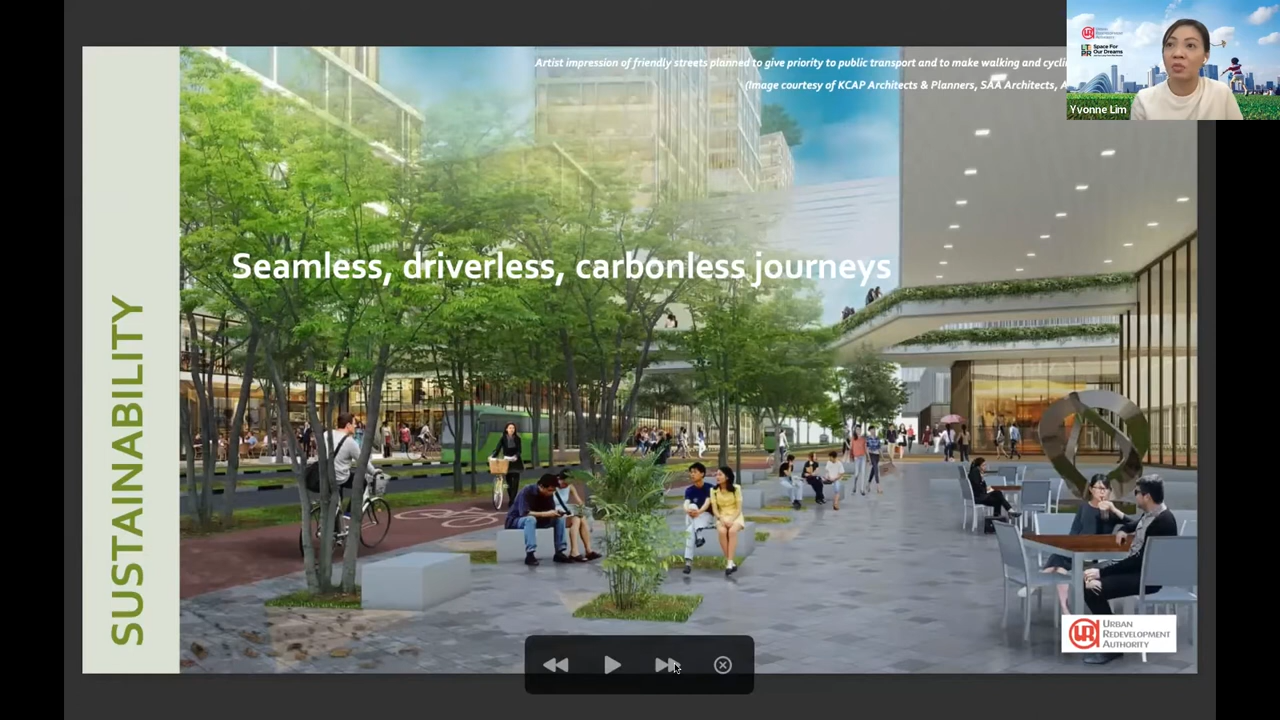 Artist impression of friendly streets planned to give priority to public transport and to make walking and cycli
(Image courtesy of KCAP Architects & Planners, SAA Architects, A
Space For
Our Dreams
LTPR
Yvonne Lim
Seamless, driverless, carbonless journeys
SUSTAINABILITY
URBAN
REDEVELOPMENT
AUTHORITY